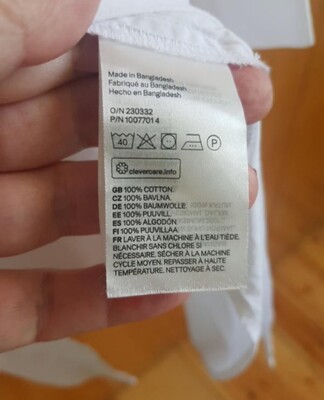 Made in Bangladesh
Fabriqué au Bangladesh
Hecho en Bangladesh
O/N 230332
P/N 1007701 4
40 P
clevercare.info
GB 100% COTTON.
CZ 100% BAVLNA.
DE 100% BAUMWOLLE
EE 100% PUUVILL.
ES 100% ALGODÓN.
FI 100% PUUVILLAA.
FR LAVER À LA MACHINE À L'EAU TIÈDE,
BLANCHIR SANS CHLORE SI
NÉCESSAIRE. SÉCHER À LA MACHINE
CYCLE MOYEN. REPASSER À HAUTE
TEMPÉRATURE. NETTOYAGE À SEC.